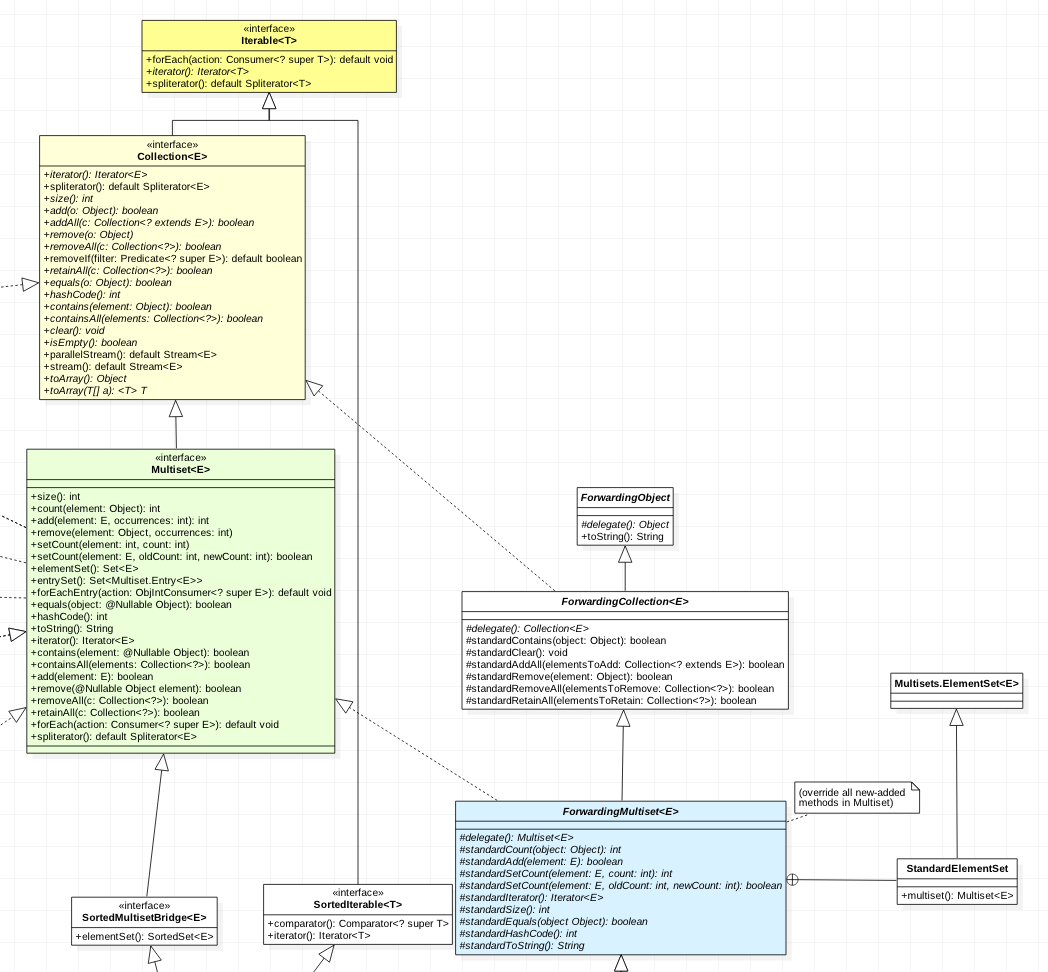 «interface»
Iterable<T>
+forEach(action: Consumer<? super T>): default void
+iterator(): Iterator<T>
+spliterator(): default Spliterator<T>
«interface»
Collection<E>
+iterator(): Iterator<E>
+spliterator(): default Spliterator<E>
+size(): int
+add(o: Object): boolean
+addAll(c: Collection<? extends E>): boolean
+remove(o: Object)
+removeAll(c: Collection<?>): boolean
+removeIf(filter: Predicate<? super E>): default boolean
+retainAll(c: Collection<?>): boolean
+equals(o: Object): boolean
+hashCode(): int
+contains(element: Object): boolean
+containsAll(elements: Collection<?>): boolean
+clear(): void
+isEmpty(): boolean
+parallelStream(): default Stream<E>
+stream(): default Stream<E>
+toArray(): Object
+toArray(T[] a): <T> T
«interface»
Multiset<E>
+size(): int
+count(element: Object): int
+add(element: E, occurrences: int): int
+remove(element: Object, occurrences: int)
+setCount(element: int, count: int)
+setCount(element: E, oldCount: int, newCount: int): boolean
+elementSet(): Set<E>
+entrySet(): Set<Multiset.Entry<E>>
+forEachEntry(action: ObjIntConsumer<? super E>): default void
+equals(object: @Nullable Object): boolean
+hashCode(): int
+toString(): String
+iterator(): Iterator<E>
+contains(element: @Nullable Object): boolean
+containsAll(elements: Collection<?>): boolean
+add(element: E): boolean
+remove(@Nullable Object element): boolean
+removeAll(c: Collection<?>): boolean
+retainAll(c: Collection<?>): boolean
+forEach(action: Consumer<? super E>): default void
+spliterator(): default Spliterator<E>
ForwardingObject
#delegate(): Object
+toString(): String
ForwardingCollection<E>
#delegate(): Collection<E>
#standardContains(object: Object): boolean
#standardClear(): void
#standardAddAll(elementsToAdd: Collection<? extends E>): boolean
#standardRemove(element: Object): boolean
#standardRemoveAll(elementsToRemove: Collection<?>): boolean
#standardRetainAll(elementsToRetain: Collection<?>): boolean
Multisets.ElementSet<E>
(override all new-added
methods in Multiset)
ForwardingMultiset<E>
#delegate(): Multiset<E>
#standardCount(object: Object): int
#standardAdd(element: E): boolean
#standardSetCount(element: E, count: int): int
#standardSetCount(element: E, oldCount: int, newCount: int): boolean
#standardIterator(): Iterator<E>
#standardSize(): int
#standardEquals(object Object): boolean
#standardHashCode(): int
#standardToString(): String
StandardElementSet
+multiset(): Multiset<E>
«interface»
SortedMultisetBridge<E>
+elementSet(): SortedSet<E>
«interface»
SortedIterable<T>
+comparator(): Comparator<? super T>
+iterator(): Iterator<T>